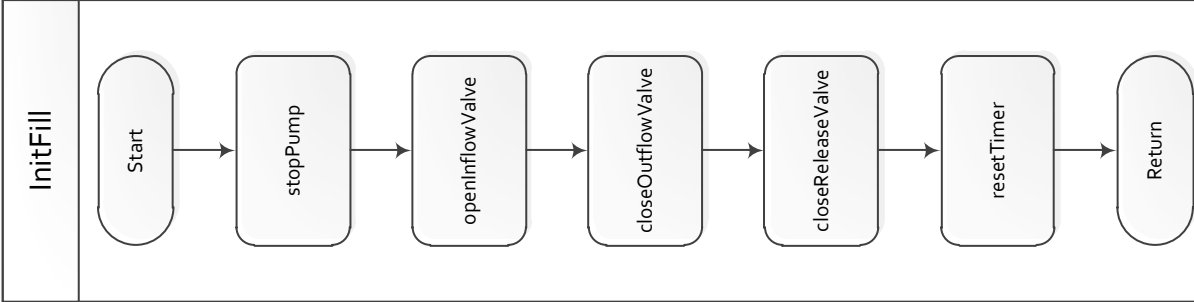 InitFill
Start
stopPump
openInflowValve
closeOutflowValve
closeReleaseValve
resetTimer
Return